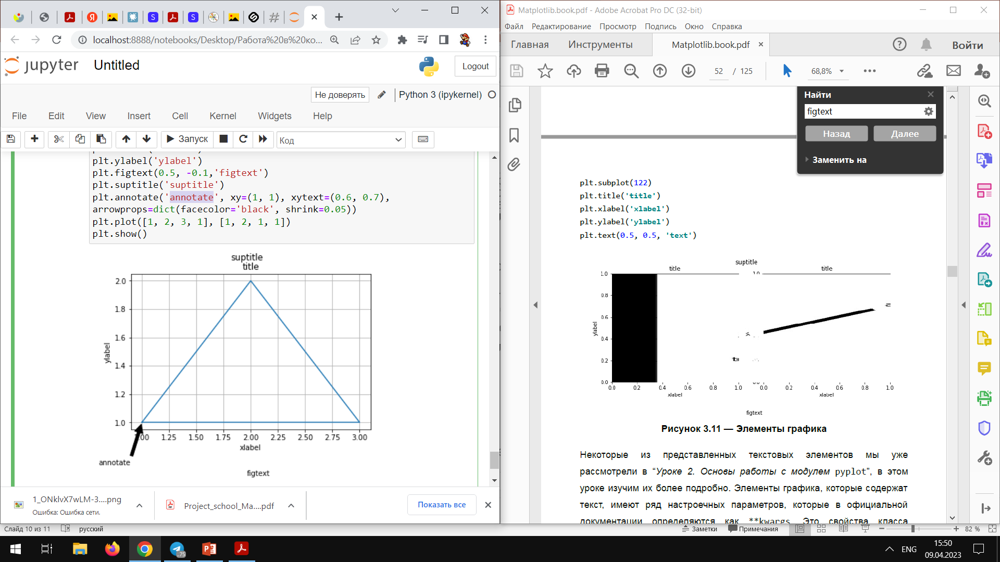 localhost:8888/notebooks/Desktop/Работа%20в%20ко...
jupyter
Untitled
Logout
Не доверять
Python 3 (ipykernel)
File
Edit
View
Insert
Cell
Kernel
Widgets
Help
Запуск
Код
plt.ylabel('ylabel')
plt.figtext(0.5, -0.1,'figtext')
plt.suptitle('suptitle')
plt.annotate('annotate', xy=(1, 1), xytext=(0.6, 0.7),
arrowprops=dict(facecolor='black', shrink=0.05))
plt.plot([1, 2, 3, 1], [1, 2, 1, 1])
plt.show()
suptitle
title
2.0
1.8
1.6
1.4
1.2
1.0
ylabel
1.25 1.50 1.75 2.00 2.25 2.50 2.75 3.00
xlabel
annotate
figtext
1_ONklvX7wLM-3....png
Ошибка: Ошибка сети.
Project_school_Ma....pdf
Показать все
Matplotlib.book.pdf - Adobe Acrobat Pro DC (32-bit)
Файл
Редактирование
Просмотр
Подпись
Окно
Справка
Главная
Инструменты
Matplotlib.book.pdf
Войти
52 / 125
68,8%
Найти
figtext
Назад
Далее
Заменить на
plt.subplot(122)
plt.title('title')
plt.xlabel('xlabel')
plt.ylabel('ylabel')
plt.text(0.5, 0.5, 'text')
suptitle
title
title
1.0
0.8
0.6
0.4
0.2
0.0
ylabel
0.0 0.2 0.4 0.6 0.8 1.0
xlabel
0.0 0.2 0.4 0.6 0.8 1.0
xlabel
figtext
Рисунок 3.11 — Элементы графика
Некоторые из представленных текстовых элементов мы уже
рассмотрели в “Уроке 2. Основы работы с модулем pyplot”, в этом
уроке изучим их более подробно. Элементы графика, которые содержат
текст, имеют ряд настроечных параметров, которые в официальной
документации определяются как **kwargs. Это свойства класса
Слайд 10 из 11
русский
Заметки
Примечания
82 %
.75
ENG
15:50
09.04.2023